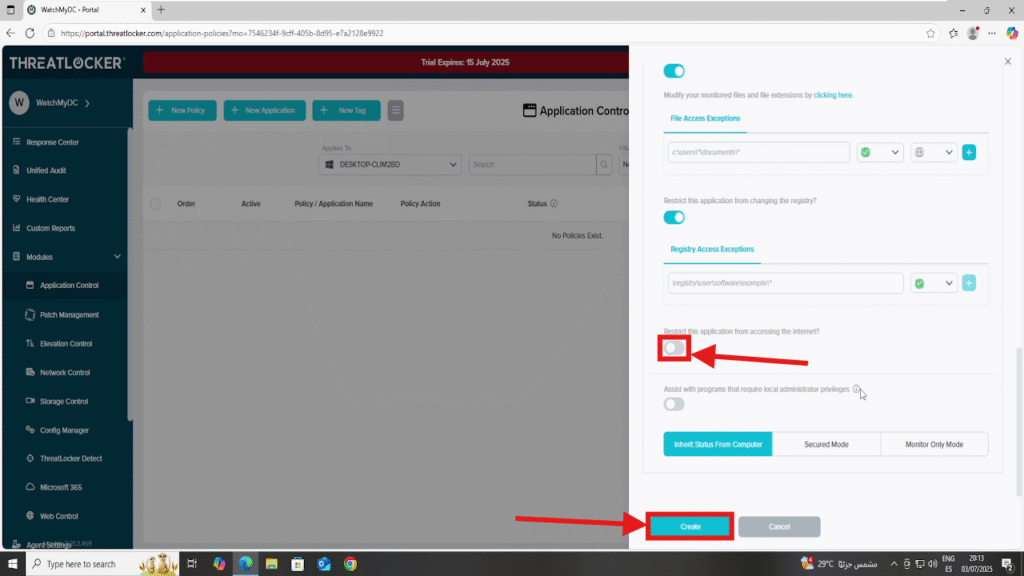 WatchMyDC - Portal
https://portal.threatlocker.com/application-policies?mo=7546234f-9cff-405b-8d95-e7a2128e9922
THREATLOCKER
Trial Expires: 15 July 2025
W WatchMyDC
New Policy
New Application
New Tag
Application Contro
Applies To
DESKTOP-CLIM2BD
Search
Order
Active
Policy / Application Name
Policy Action
Status
No Policies Exist.
Response Center
Unified Audit
Health Center
Custom Reports
Modules
Application Control
Patch Management
Elevation Control
Network Control
Storage Control
Config Manager
ThreatLocker Detect
Microsoft 365
Web Control
Agent Settings
Modify your monitored files and file extensions by clicking here.
File Access Exceptions
c:\users\*\documents\*
Restrict this application from changing the registry?
Registry Access Exceptions
\registry\user\software\example\*
Restrict this application from accessing the internet?
Assist with programs that require local administrator privileges.
Inherit Status From Computer
Secured Mode
Monitor Only Mode
Create
Cancel
Type here to search
29°C مشمس جزئيًا
ENG
ES
20:13
03/07/2025